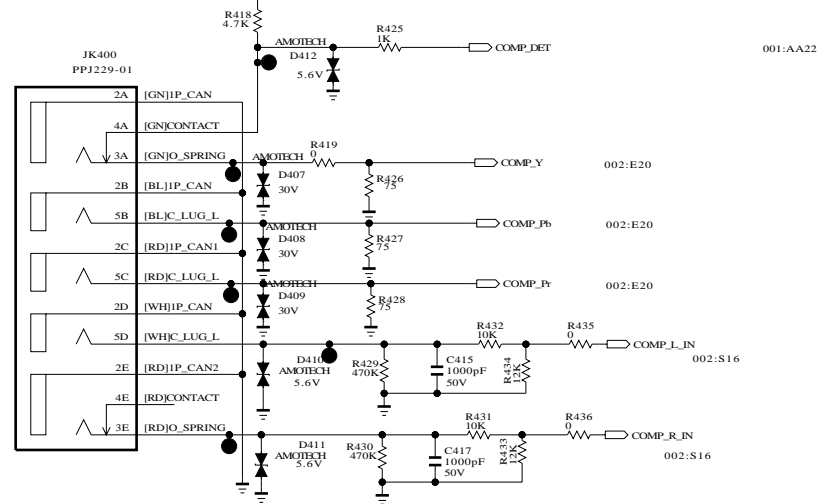 R418
4.7K
JK400
PPJ229-01
AMOTECH
D412
5.6V
R425
1K
COMP_DET
001:AA22
2A [GN]1P_CAN
4A [GN]CONTACT
3A [GN]O_SPRING
AMOTECH
D407
30V
R419
0
R426
75
COMP_Y
002:E20
2B [BL]1P_CAN
5B [BL]C_LUG_L
AMOTECH
D408
30V
R427
75
COMP_Pb
002:E20
2C [RD]1P_CAN1
5C [RD]C_LUG_L
AMOTECH
D409
30V
R428
75
COMP_Pr
002:E20
2D [WH]1P_CAN
5D [WH]C_LUG_L
D410
AMOTECH
5.6V
R429
470K
C415
1000pF
50V
R432
10K
R434
12K
R435
0
COMP_L_IN
002:S16
2E [RD]1P_CAN2
4E [RD]CONTACT
3E [RD]O_SPRING
D411
AMOTECH
5.6V
R430
470K
C417
1000pF
50V
R431
10K
R433
12K
R436
0
COMP_R_IN
002:S16